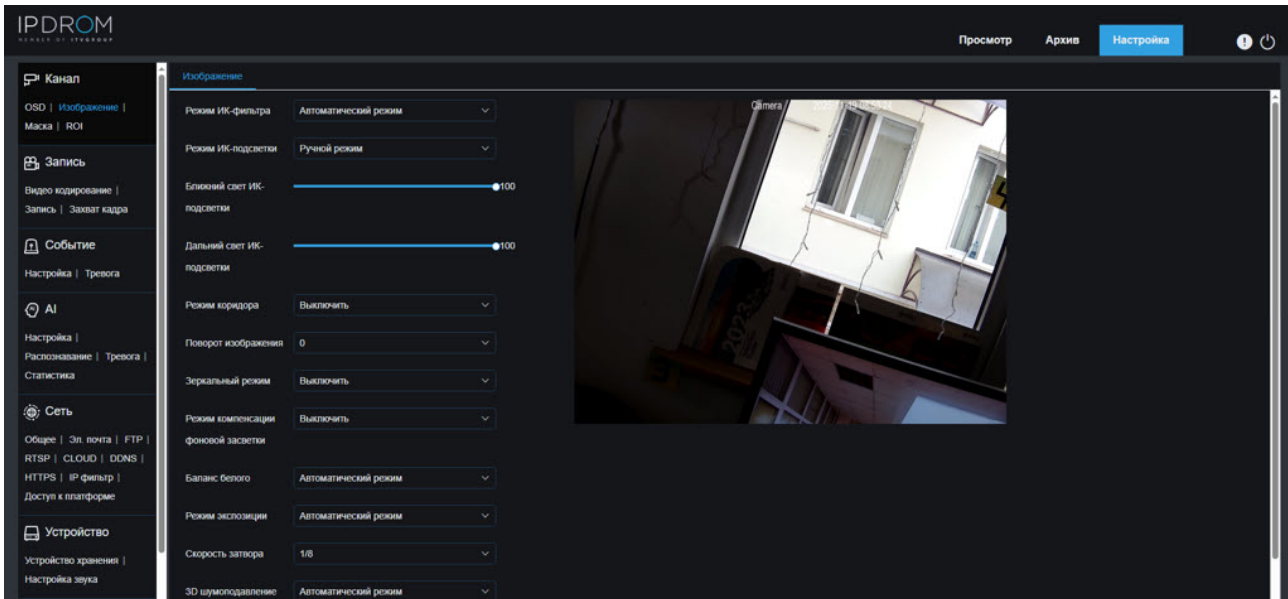 IPDROM
MEMBER OF ITVGROUP
Просмотр
Архив
Настройка
Канал
OSD | Изображение |
Маска | ROI
Запись
Видео кодирование |
Запись | Захват кадра
Событие
Настройка | Тревога
AI
Настройка |
Распознавание | Тревога |
Статистика
Сеть
Общее | Эл. почта | FTP |
RTSP | CLOUD | DDNS |
HTTPS | IP фильтр |
Доступ к платформе
Устройство
Устройство хранения |
Настройка звука
Изображение
Режим ИК-фильтра Автоматический режим
Режим ИК-подсветки Ручной режим
Ближний свет ИК-
подсветки
100
Дальний свет ИК-
подсветки
100
Режим коридора Выключить
Поворот изображения 0
Зеркальный режим Выключить
Режим компенсации
фоновой засветки
Выключить
Баланс белого Автоматический режим
Режим экспозиции Автоматический режим
Скорость затвора 1/8
3D шумоподавление Автоматический режим
Camera
2023